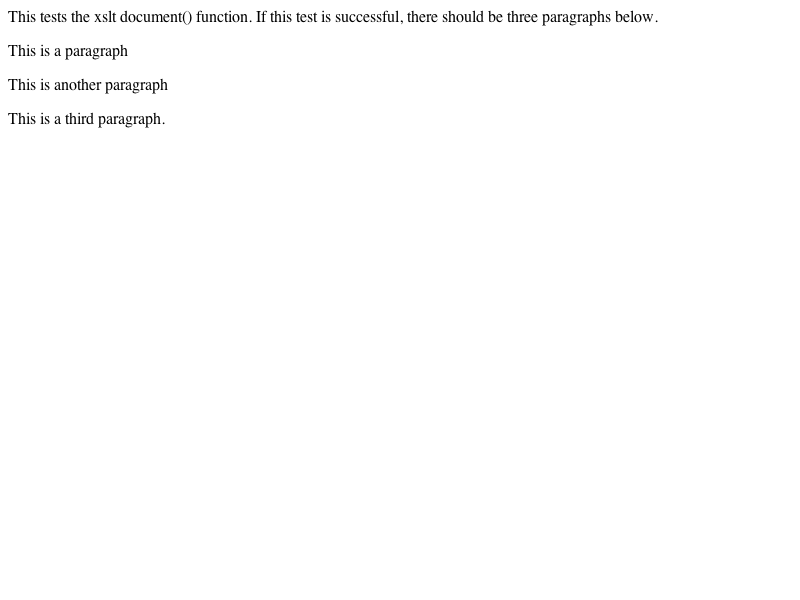 This tests the xslt document() function. If this test is successful, there should be three paragraphs below.
This is a paragraph
This is another paragraph
This is a third paragraph.